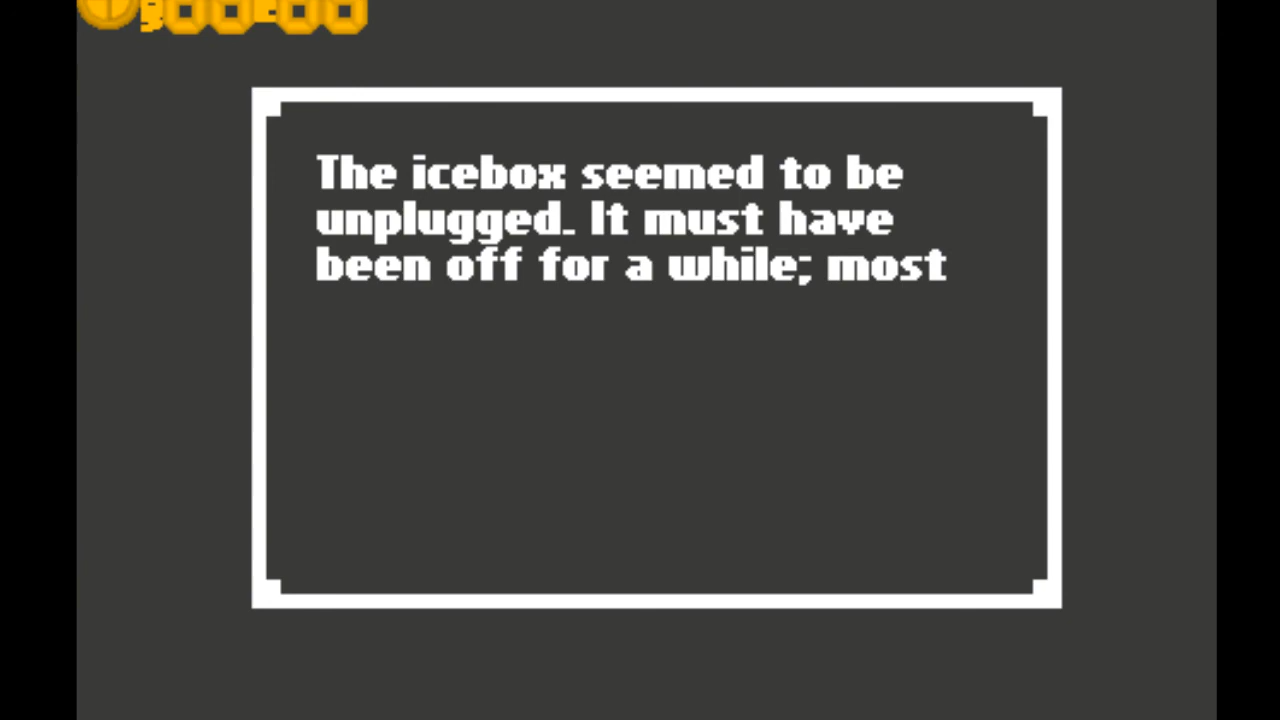 The icebox seemed to be
unplugged. It must have
been off for a while; most